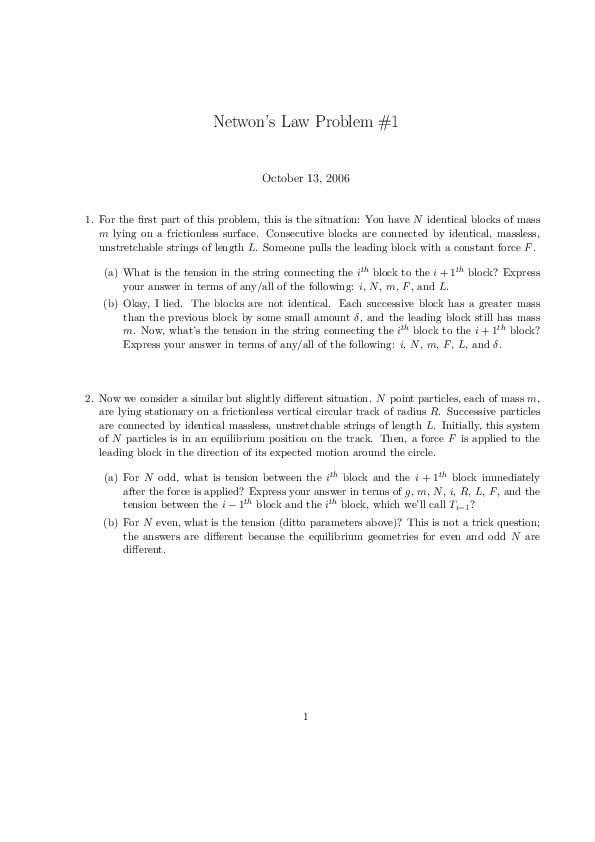 Netwon's Law Problem #1
October 13, 2006
1. For the first part of this problem, this is the situation: You have N identical blocks of mass
m lying on a frictionless surface. Consecutive blocks are connected by identical, massless,
unstretchable strings of length L. Someone pulls the leading block with a constant force F.
(a) What is the tension in the string connecting the i^th block to the i + 1^th block? Express
your answer in terms of any/all of the following: i, N, m, F, and L.
(b) Okay, I lied. The blocks are not identical. Each successive block has a greater mass
than the previous block by some small amount δ, and the leading block still has mass
m. Now, what's the tension in the string connecting the i^th block to the i + 1^th block?
Express your answer in terms of any/all of the following: i, N, m, F, L, and δ.
2. Now we consider a similar but slightly different situation. N point particles, each of mass m,
are lying stationary on a frictionless vertical circular track of radius R. Successive particles
are connected by identical massless, unstretchable strings of length L. Initially, this system
of N particles is in an equilibrium position on the track. Then, a force F is applied to the
leading block in the direction of its expected motion around the circle.
(a) For N odd, what is tension between the i^th block and the i + 1^th block immediately
after the force is applied? Express your answer in terms of g, m, N, i, R, L, F, and the
tension between the i − 1^th block and the i^th block, which we'll call T_{i−1}?
(b) For N even, what is the tension (ditto parameters above)? This is not a trick question;
the answers are different because the equilibrium geometries for even and odd N are
different.
1